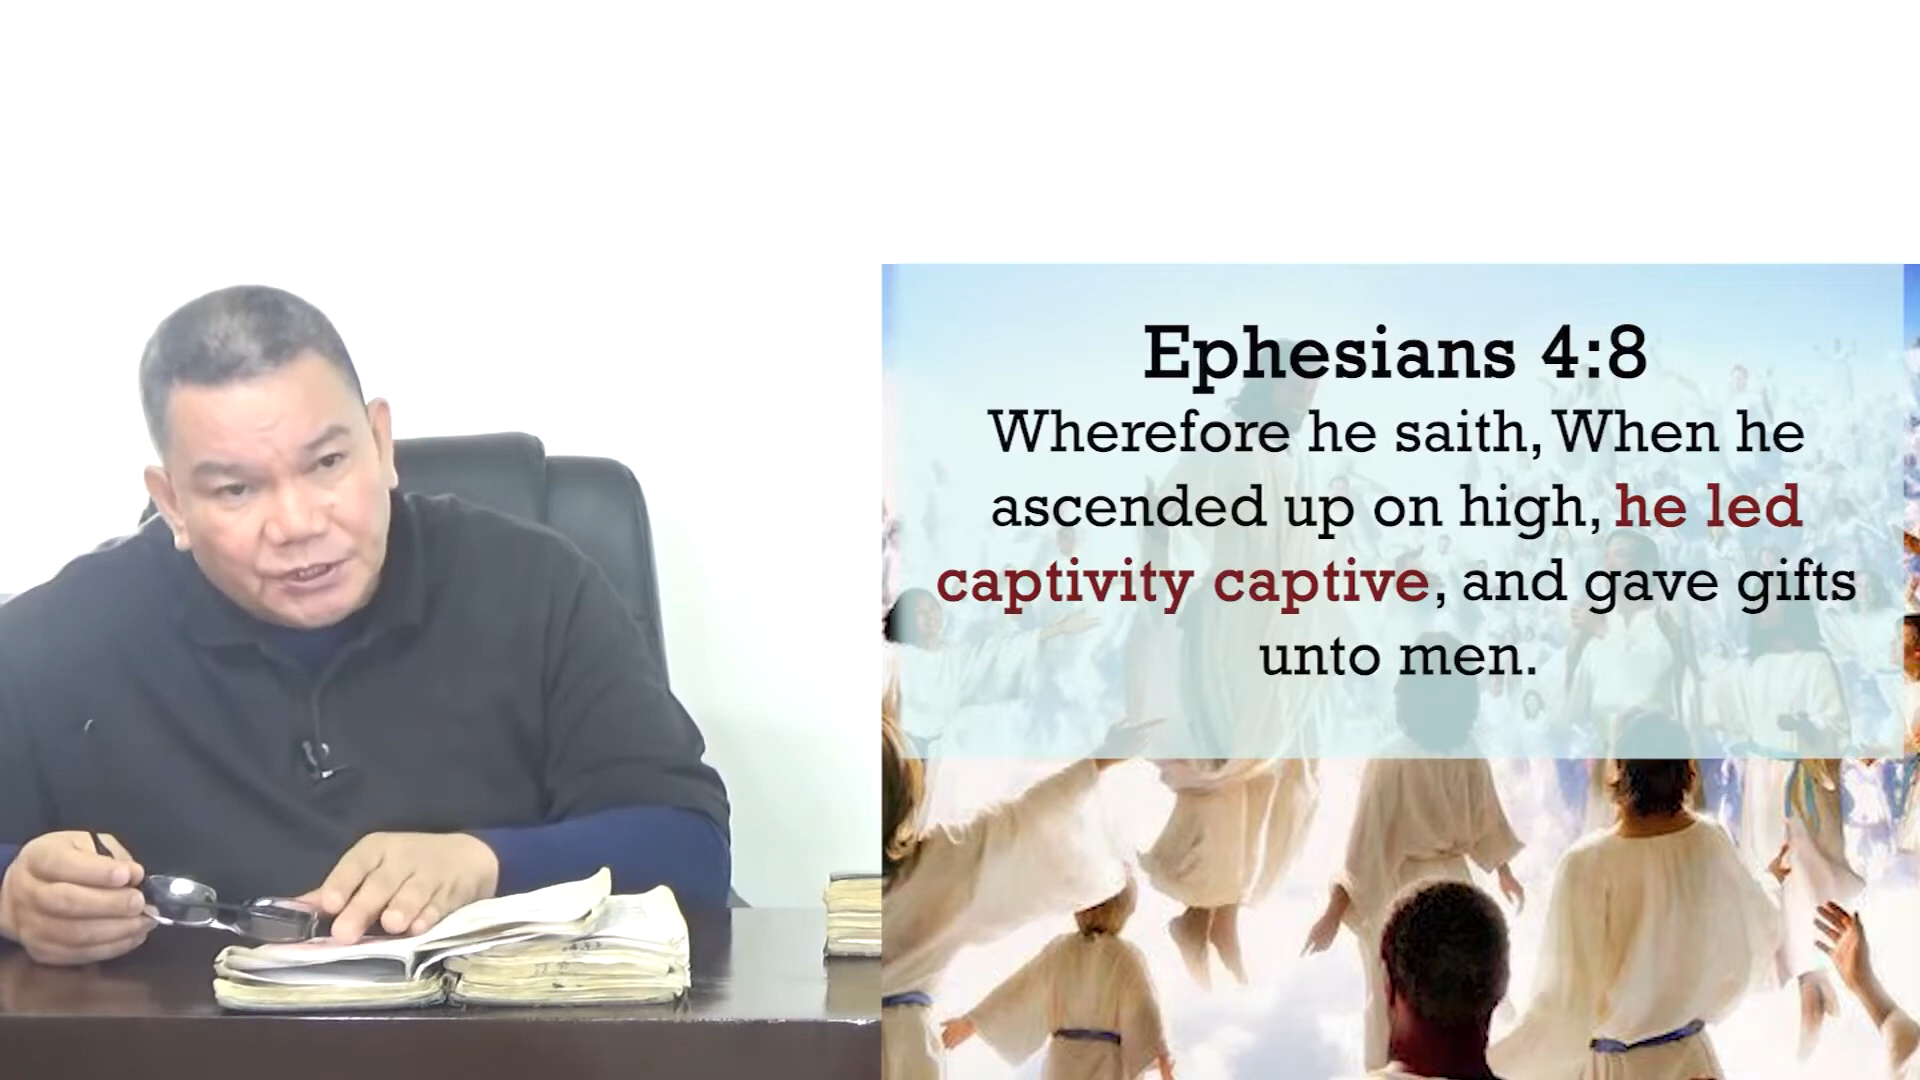 Ephesians 4:8
Wherefore he saith, When he
ascended up on high, he led
captivity captive, and gave gifts
unto men.